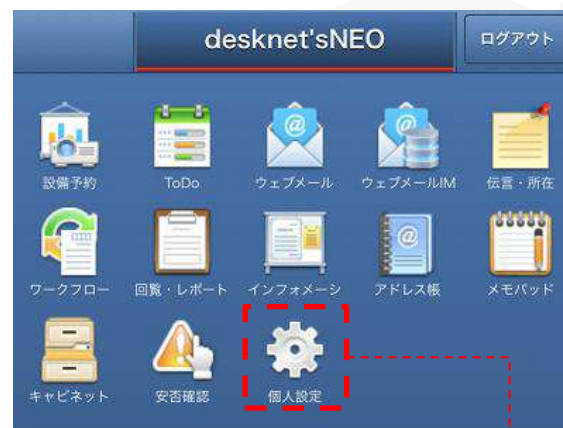 desknet'sNEO
ログアウト
設備予約
ToDo
ウェブメール
ウェブメールIM
伝言・所在
ワークフロー
回覧・レポート
インフォメーシ
アドレス帳
メモパッド
キャビネット
安否確認
個人設定